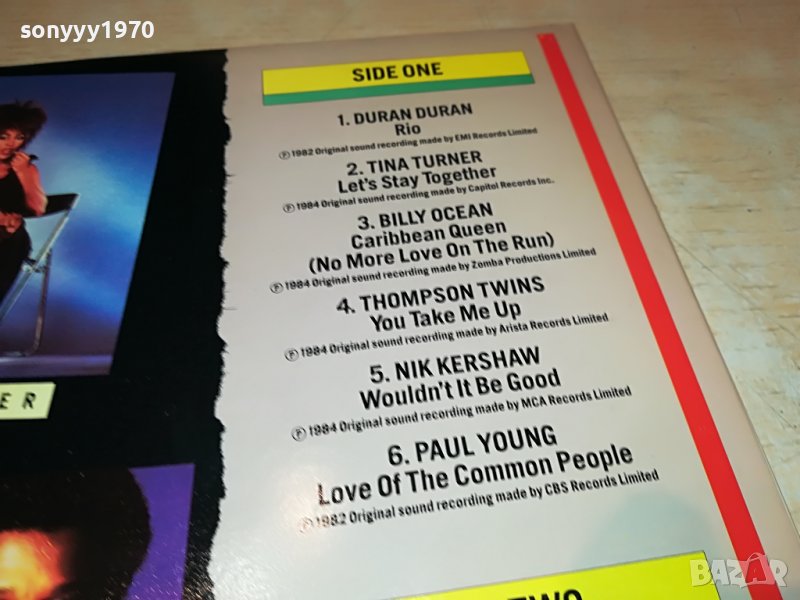 sonyyy1970
SIDE ONE
1. DURAN DURAN
Rio
℗ 1982 Original sound recording made by EMI Records Limited
2. TINA TURNER
Let's Stay Together
℗ 1984 Original sound recording made by Capitol Records Inc.
3. BILLY OCEAN
Caribbean Queen
(No More Love On The Run)
℗ 1984 Original sound recording made by Zomba Productions Limited
4. THOMPSON TWINS
You Take Me Up
℗ 1984 Original sound recording made by Arista Records Limited
5. NIK KERSHAW
Wouldn't It Be Good
℗ 1984 Original sound recording made by MCA Records Limited
6. PAUL YOUNG
Love Of The Common People
℗ 1982 Original sound recording made by CBS Records Limited
E R
TWO
BAZAR